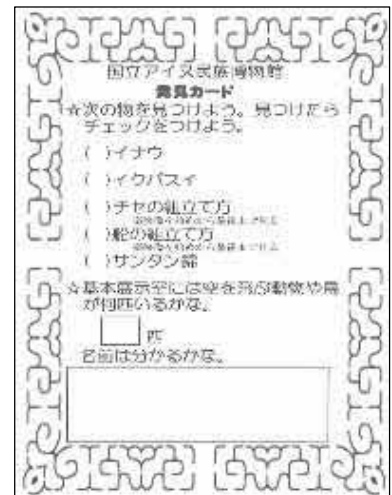 国立アイヌ民族博物館
発見カード
☆次の物を見つけよう。見つけたら
チェックをつけよう。
(  )イナウ
(  )イクパスイ
(  )チセの組立て方
(  )船の組立て方
(  )サンタン錦
☆基本展示室には空を飛ぶ動物や鳥
が何匹いるかな。
匹
名前は分かるかな。